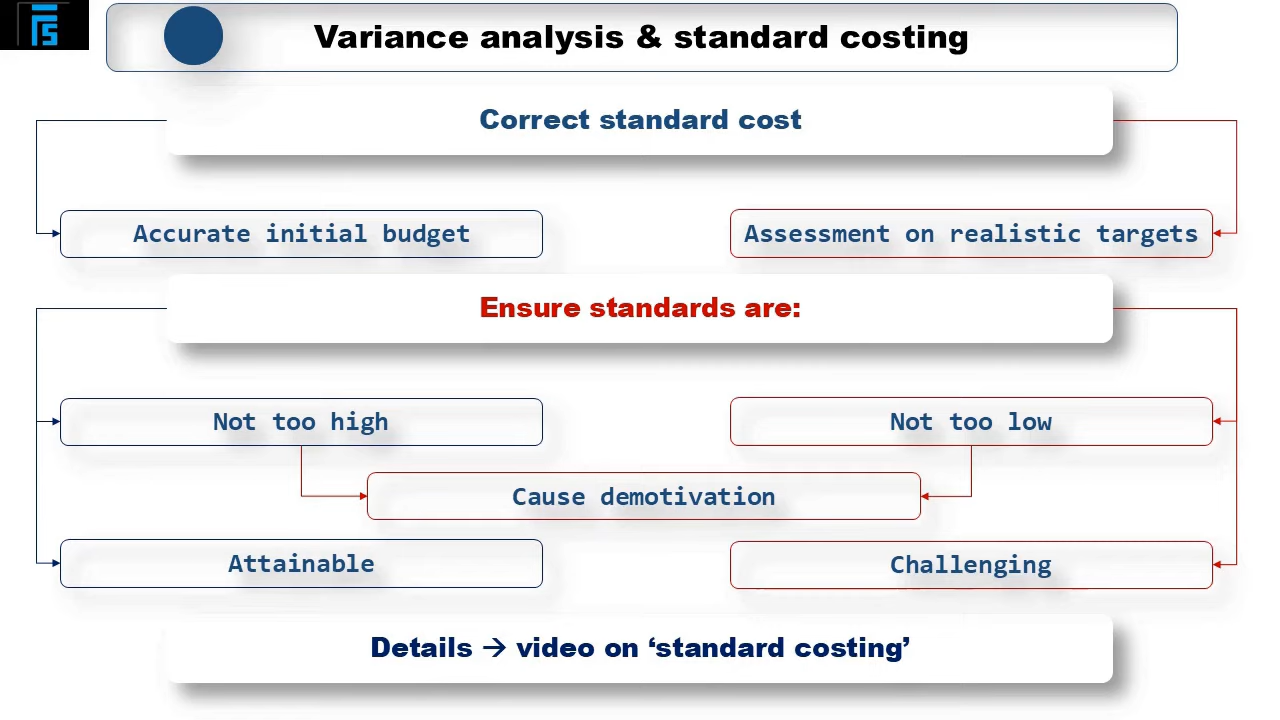 Variance analysis & standard costing
Correct standard cost
Accurate initial budget
Assessment on realistic targets
Ensure standards are:
Not too high
Not too low
Cause demotivation
Attainable
Challenging
Details → video on ‘standard costing’